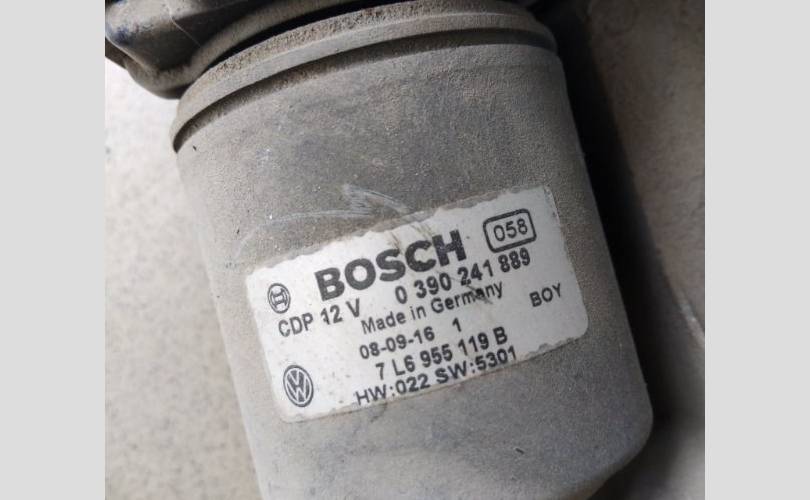 BOSCH 058
CDP 12 V 0 390 241 889
Made in Germany
08-09-16 1 BOY
7 L6 955 119 B
HW:022 SW:5301